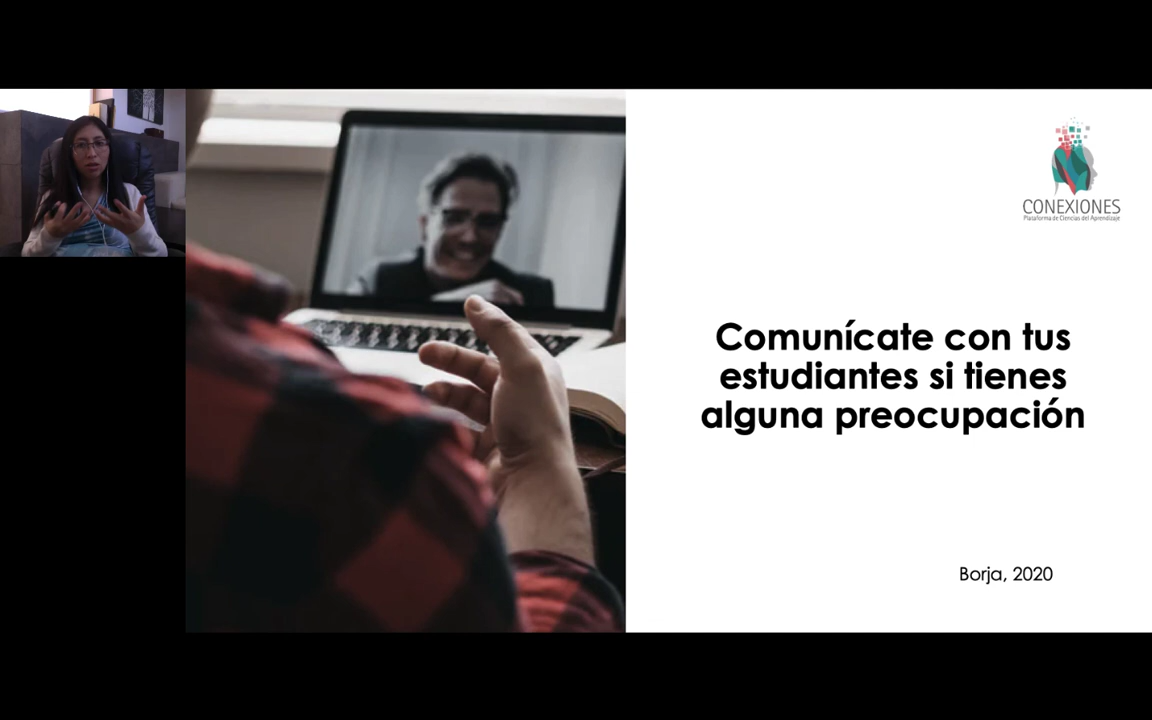 CONEXIONES
Plataforma de Ciencias del Aprendizaje
Comunícate con tus
estudiantes si tienes
alguna preocupación
Borja, 2020